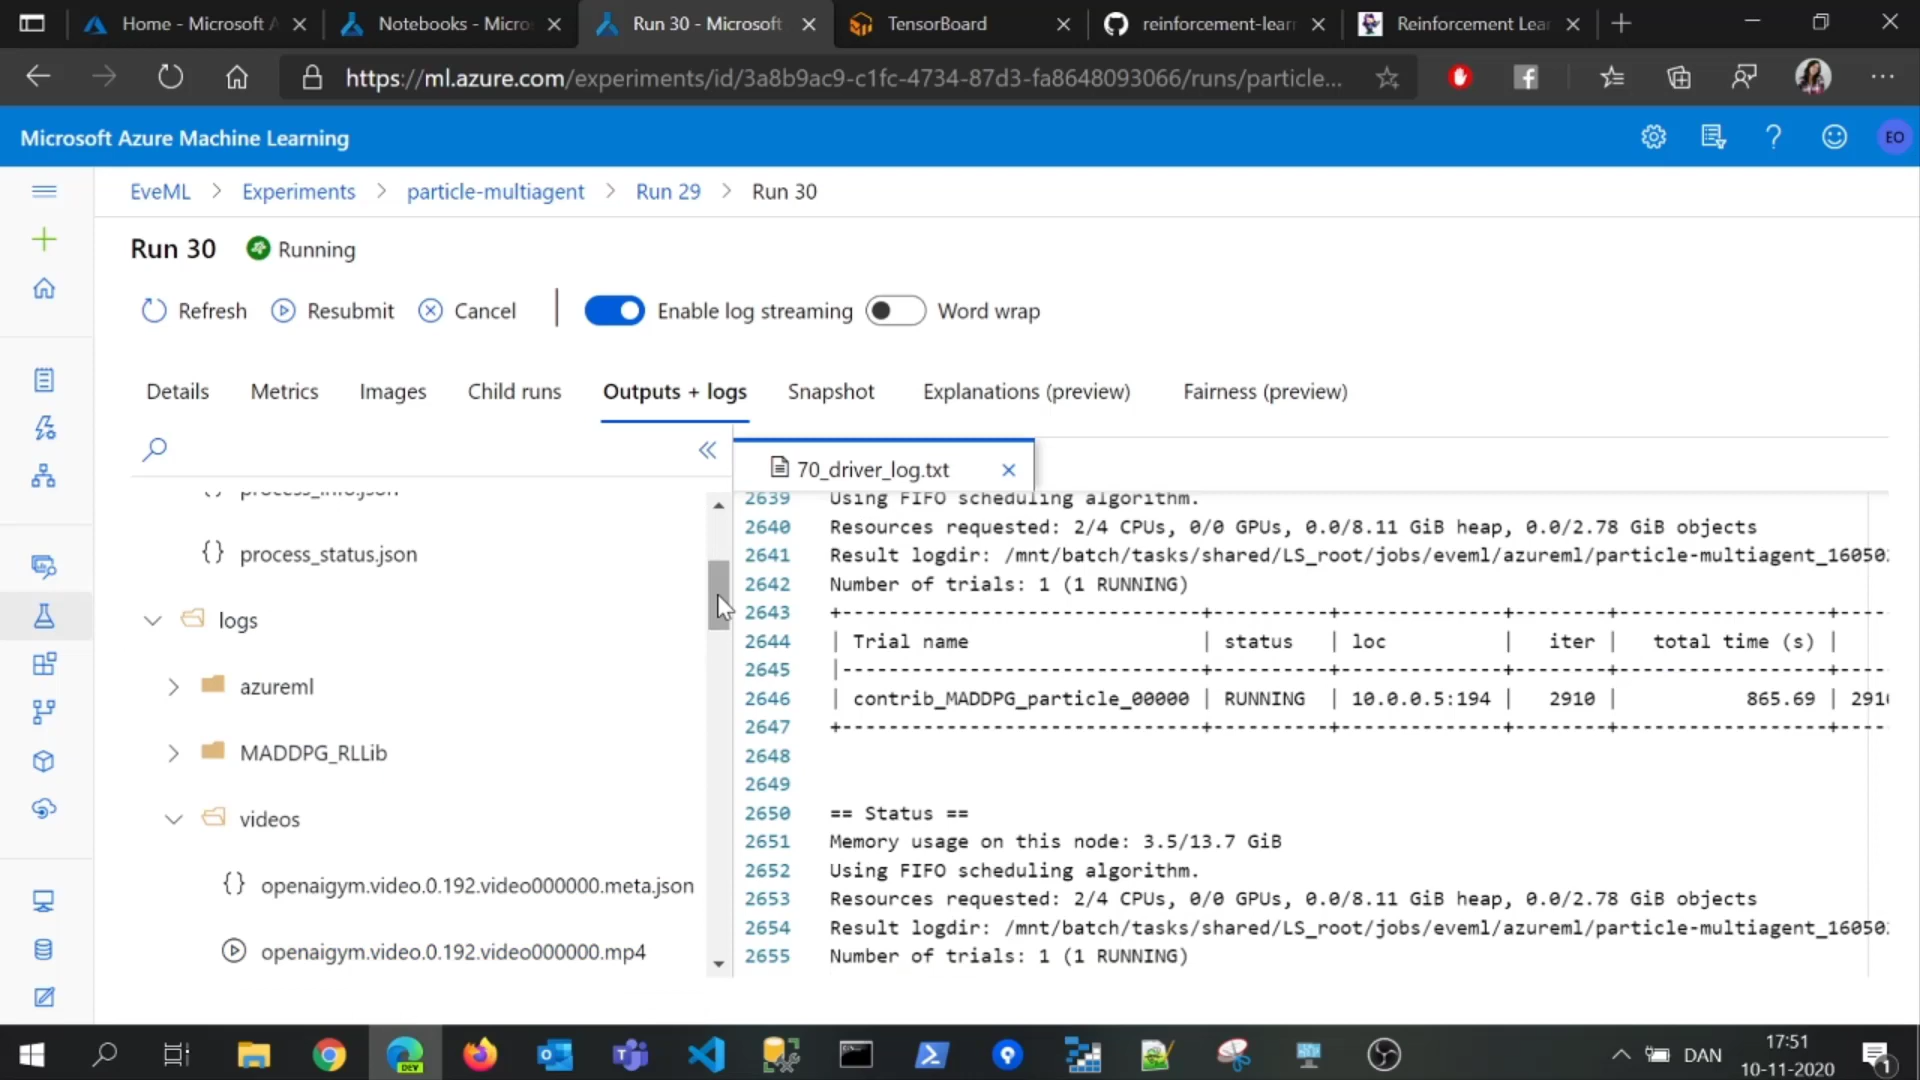 Home - Microsoft A
Notebooks - Micro
Run 30 - Microsoft
TensorBoard
reinforcement-lear
Reinforcement Lea
https://ml.azure.com/experiments/id/3a8b9ac9-c1fc-4734-87d3-fa8648093066/runs/particle...
Microsoft Azure Machine Learning
EO
EveML > Experiments > particle-multiagent > Run 29 > Run 30
Run 30 Running
Refresh Resubmit Cancel Enable log streaming Word wrap
Details Metrics Images Child runs Outputs + logs Snapshot Explanations (preview) Fairness (preview)
process_info.json
{} process_status.json
logs
azureml
MADDPG_RLLib
videos
{} openaigym.video.0.192.video000000.meta.json
openaigym.video.0.192.video000000.mp4
70_driver_log.txt
2639 Using FIFO scheduling algorithm.
2640 Resources requested: 2/4 CPUs, 0/0 GPUs, 0.0/8.11 GiB heap, 0.0/2.78 GiB objects
2641 Result logdir: /mnt/batch/tasks/shared/LS_root/jobs/eveml/azureml/particle-multiagent_16050
2642 Number of trials: 1 (1 RUNNING)
2643 +--------------------------------+----------+---------------+--------+------------------+-----
2644 | Trial name | status | loc | iter | total time (s) |
2645 |--------------------------------+----------+---------------+--------+------------------+-----
2646 | contrib_MADDPG_particle_00000 | RUNNING | 10.0.0.5:194 | 2910 | 865.69 | 291
2647 +--------------------------------+----------+---------------+--------+------------------+-----
2648
2649
2650 == Status ==
2651 Memory usage on this node: 3.5/13.7 GiB
2652 Using FIFO scheduling algorithm.
2653 Resources requested: 2/4 CPUs, 0/0 GPUs, 0.0/8.11 GiB heap, 0.0/2.78 GiB objects
2654 Result logdir: /mnt/batch/tasks/shared/LS_root/jobs/eveml/azureml/particle-multiagent_16050
2655 Number of trials: 1 (1 RUNNING)
DEV
DAN
17:51
10-11-2020
1